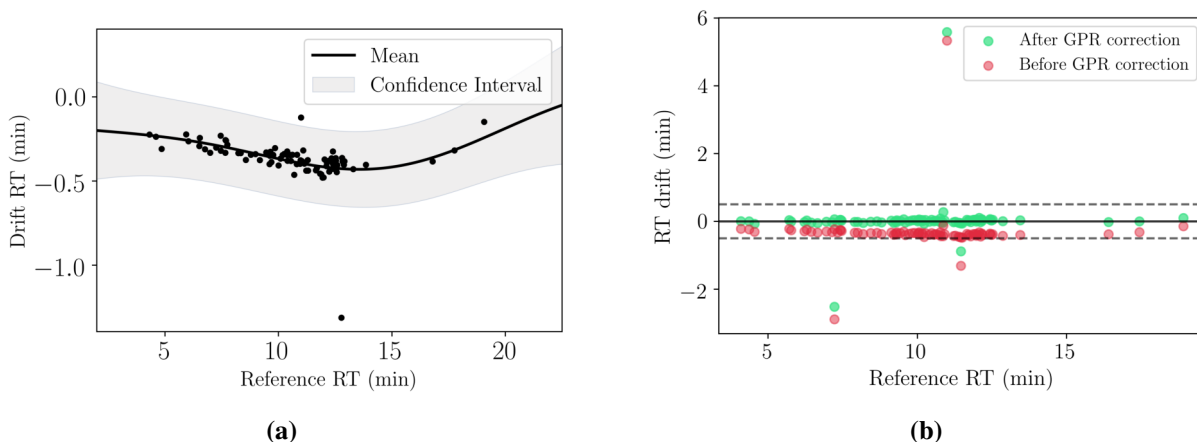 Mean
Confidence Interval
0.0
−0.5
−1.0
Drift RT (min)
5
10
15
20
Reference RT (min)
(a)
After GPR correction
Before GPR correction
6
4
2
0
−2
RT drift (min)
5
10
15
Reference RT (min)
(b)